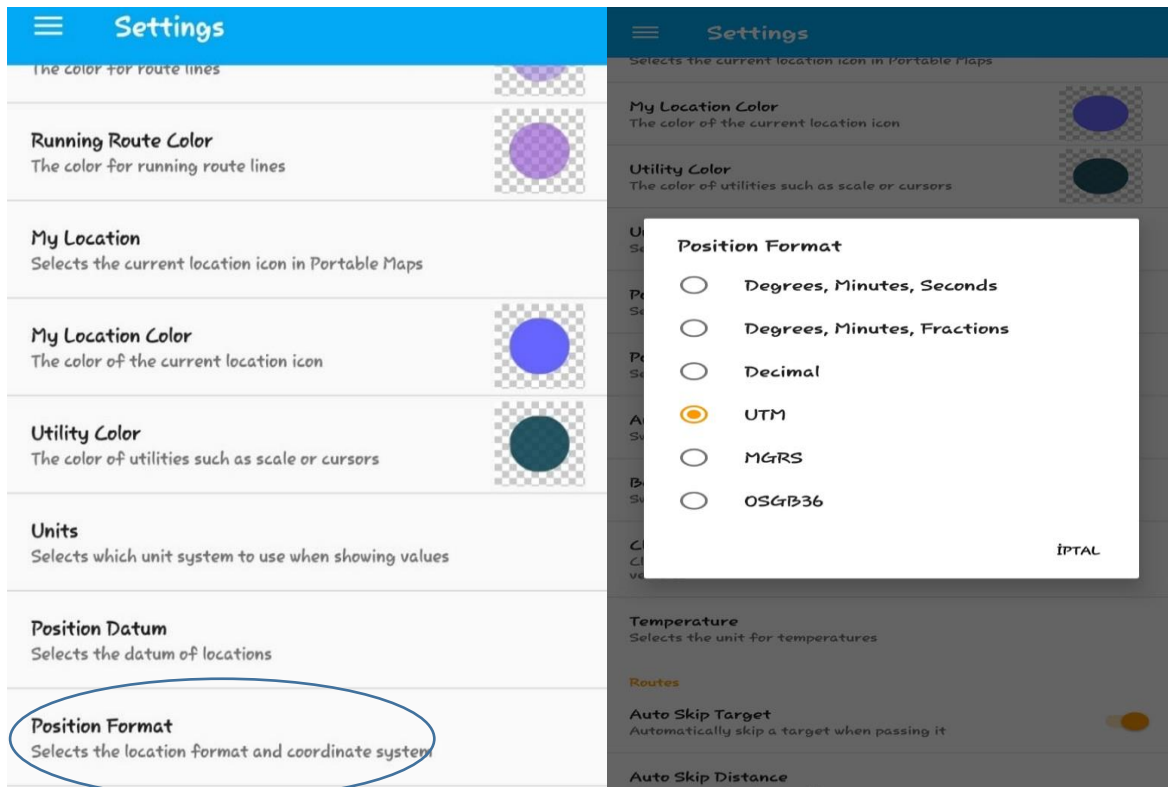 Settings
The color for route lines
Running Route Color
The color for running route lines
My Location
Selects the current location icon in Portable Maps
My Location Color
The color of the current location icon
Utility Color
The color of utilities such as scale or cursors
Units
Selects which unit system to use when showing values
Position Datum
Selects the datum of locations
Position Format
Selects the location format and coordinate system
Settings
Selects the current location icon in Portable Maps
My Location Color
The color of the current location icon
Utility Color
The color of utilities such as scale or cursors
Position Format
Degrees, Minutes, Seconds
Degrees, Minutes, Fractions
Decimal
UTM
MGRS
OSGB36
İPTAL
Temperature
Selects the unit for temperatures
Routes
Auto Skip Target
Automatically skip a target when passing it
Auto Skip Distance